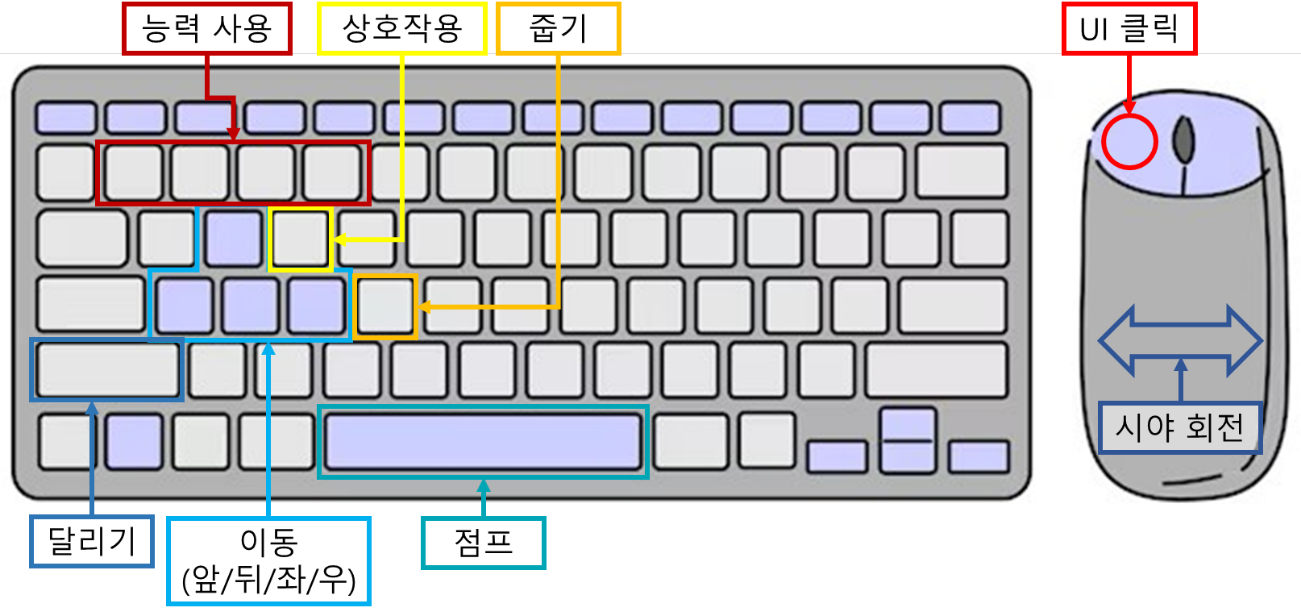 능력 사용
상호작용
줍기
UI 클릭
시야 회전
달리기
이동
(앞/뒤/좌/우)
점프